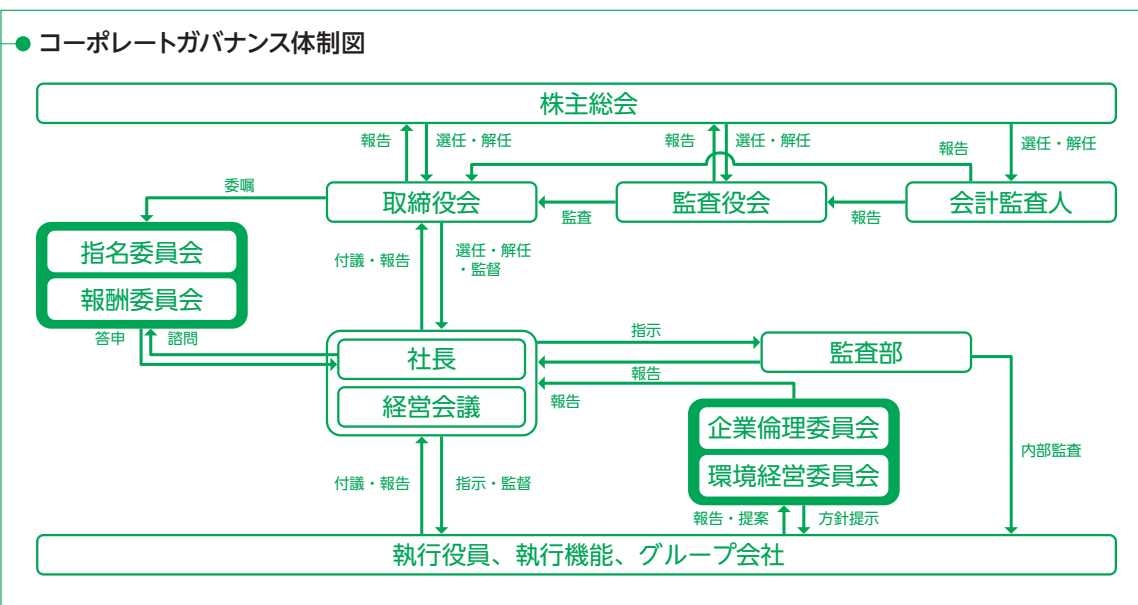 コーポレートガバナンス体制図
株主総会
報告
選任・解任
報告
選任・解任
報告
選任・解任
委嘱
取締役会
監査
監査役会
報告
会計監査人
指名委員会
報酬委員会
付議・報告
選任・解任
・監督
答申
諮問
社長
経営会議
指示
報告
監査部
報告
企業倫理委員会
環境経営委員会
内部監査
付議・報告
指示・監督
報告・提案
方針提示
執行役員、執行機能、グループ会社